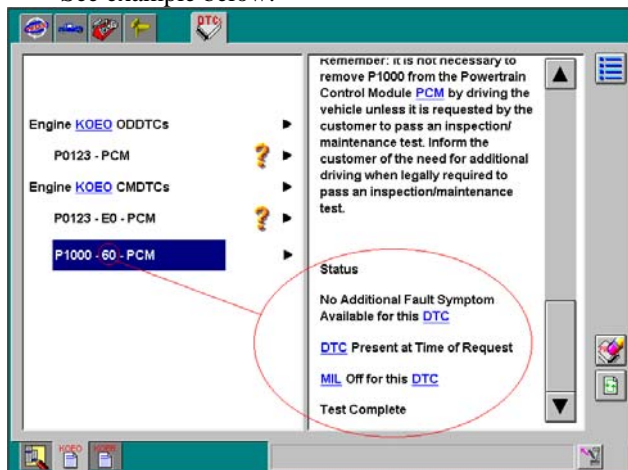 See example below:
DTC
Engine KOEO ODDTCs
P0123 - PCM
Engine KOEO CMDTCs
P0123 - E0 - PCM
P1000 - 60 - PCM
Remember: it is not necessary to
remove P1000 from the Powertrain
Control Module PCM by driving the
vehicle unless it is requested by the
customer to pass an inspection/
maintenance test. Inform the
customer of the need for additional
driving when legally required to
pass an inspection/maintenance
test.
Status
No Additional Fault Symptom
Available for this DTC
DTC Present at Time of Request
MIL Off for this DTC
Test Complete
KOEO